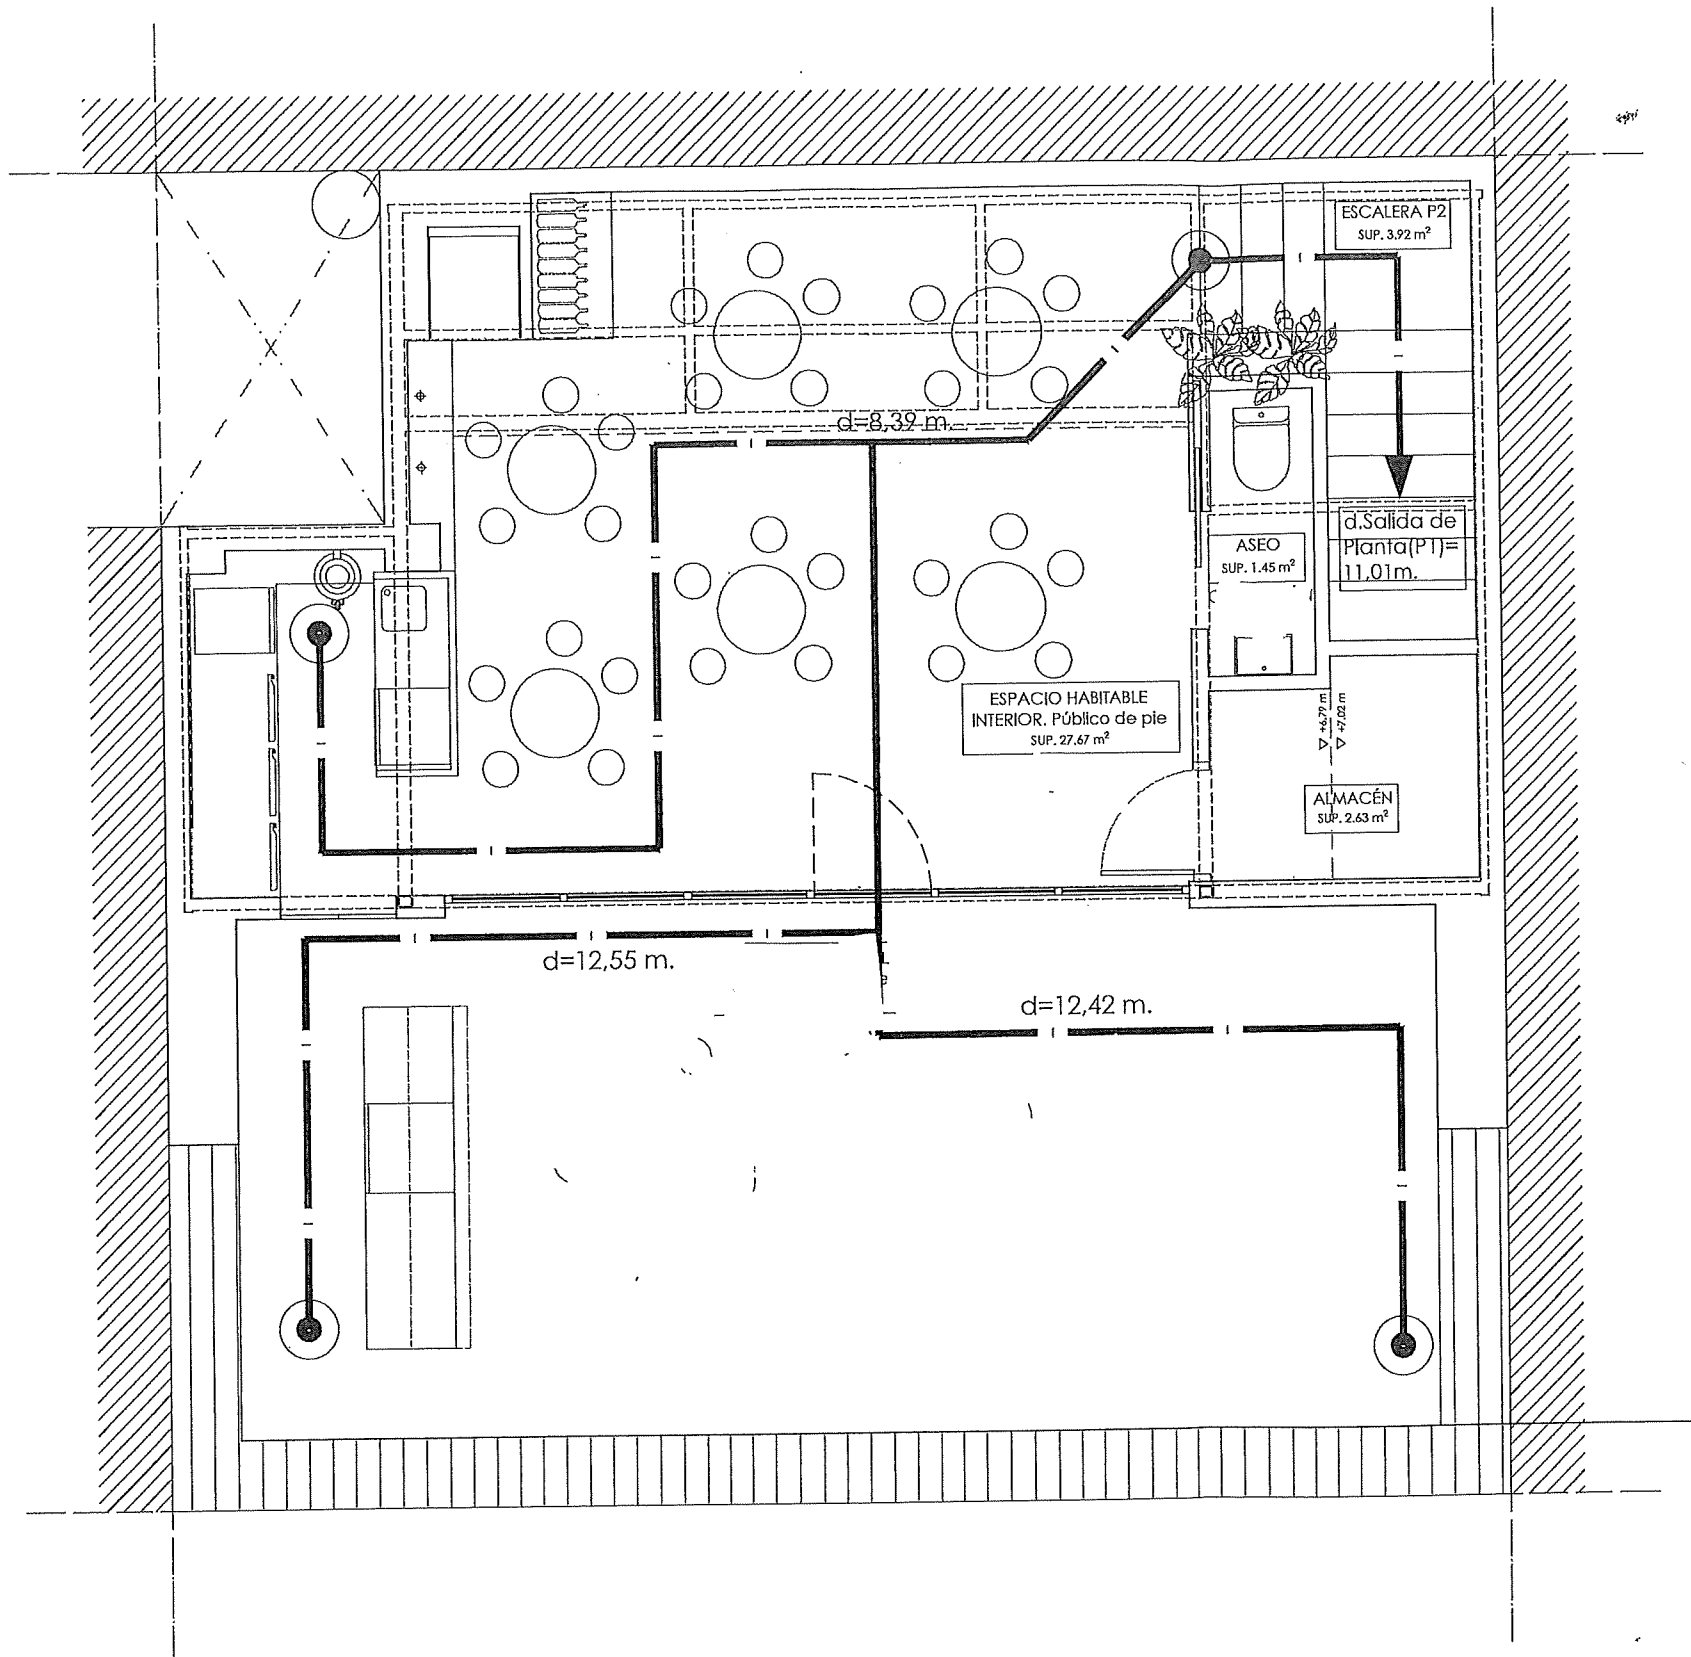 ESCALERA P2
SUP. 3.92 m²
d=8,39 m.
d.Salida de
Planta(P1)=
11,01m.
ASEO
SUP. 1.45 m²
ESPACIO HABITABLE
INTERIOR. Público de pie
SUP. 27.67 m²
+6.79 m
+7.02 m
ALMACÉN
SUP. 2.63 m²
d=12,55 m.
d=12,42 m.